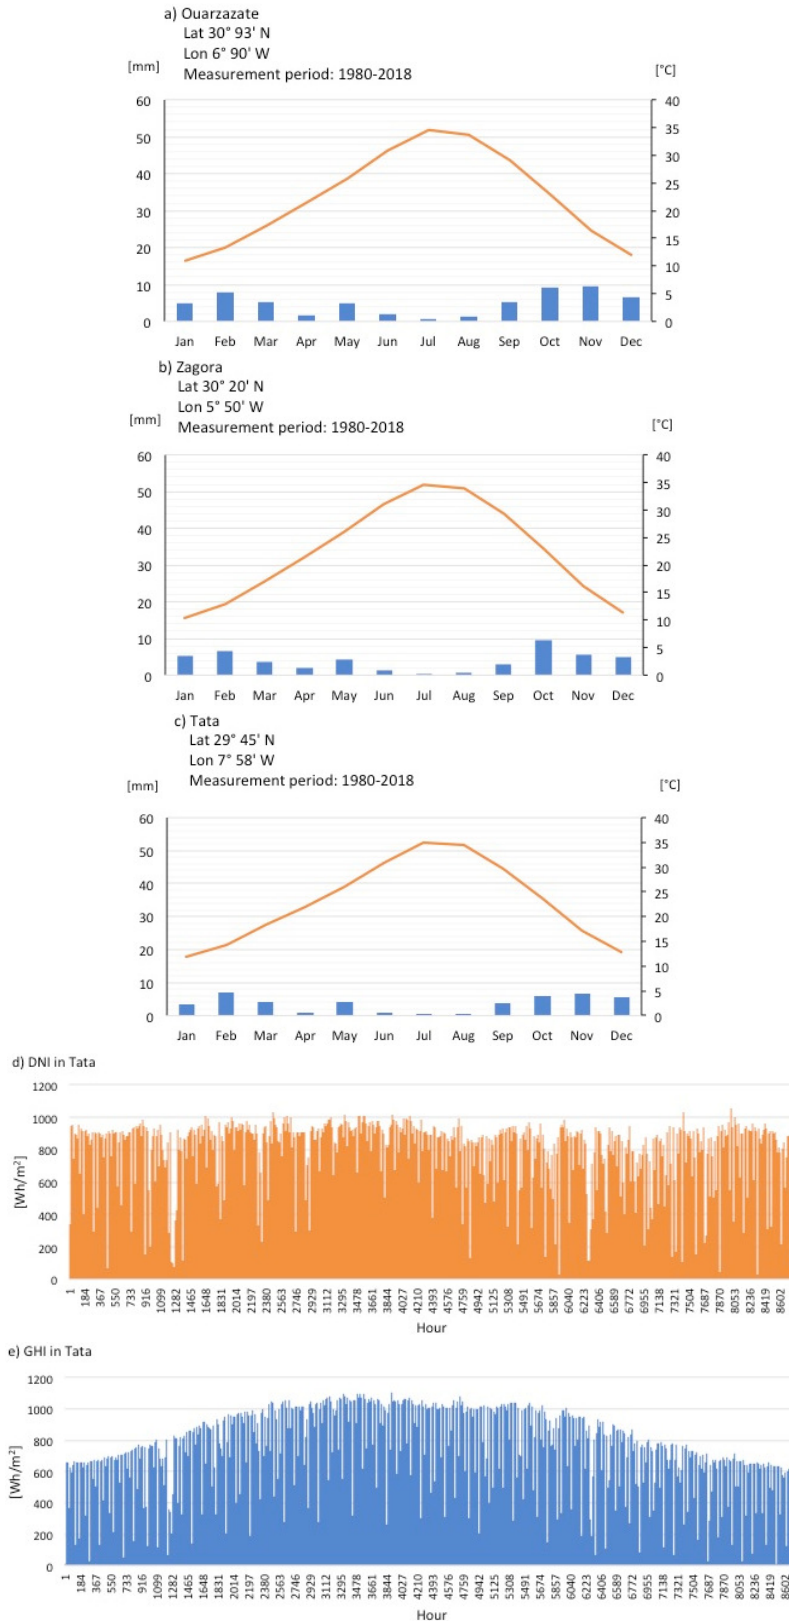 a) Ouarzazate
Lat 30° 93' N
Lon 6° 90' W
Measurement period: 1980-2018
[mm] [°C]
60 40
50 35
40 30
30 25
20 20
10 15
0 10
5
0
Jan Feb Mar Apr May Jun Jul Aug Sep Oct Nov Dec
b) Zagora
Lat 30° 20' N
Lon 5° 50' W
Measurement period: 1980-2018
[mm] [°C]
60 40
50 35
40 30
30 25
20 20
10 15
0 10
5
0
Jan Feb Mar Apr May Jun Jul Aug Sep Oct Nov Dec
c) Tata
Lat 29° 45' N
Lon 7° 58' W
Measurement period: 1980-2018
[mm] [°C]
60 40
50 35
40 30
30 25
20 20
10 15
0 10
5
0
Jan Feb Mar Apr May Jun Jul Aug Sep Oct Nov Dec
d) DNI in Tata
[Wh/m²]
1200
1000
800
600
400
200
0
1 184 367 550 733 916 1099 1282 1465 1648 1831 2014 2197 2380 2563 2746 2929 3112 3295 3478 3661 3844 4027 4210 4393 4576 4759 4942 5125 5308 5491 5674 5857 6040 6223 6406 6589 6772 6955 7138 7321 7504 7687 7870 8053 8236 8419 8602
Hour
e) GHI in Tata
[Wh/m²]
1200
1000
800
600
400
200
0
1 184 367 550 733 916 1099 1282 1465 1648 1831 2014 2197 2380 2563 2746 2929 3112 3295 3478 3661 3844 4027 4210 4393 4576 4759 4942 5125 5308 5491 5674 5857 6040 6223 6406 6589 6772 6955 7138 7321 7504 7687 7870 8053 8236 8419 8602
Hour